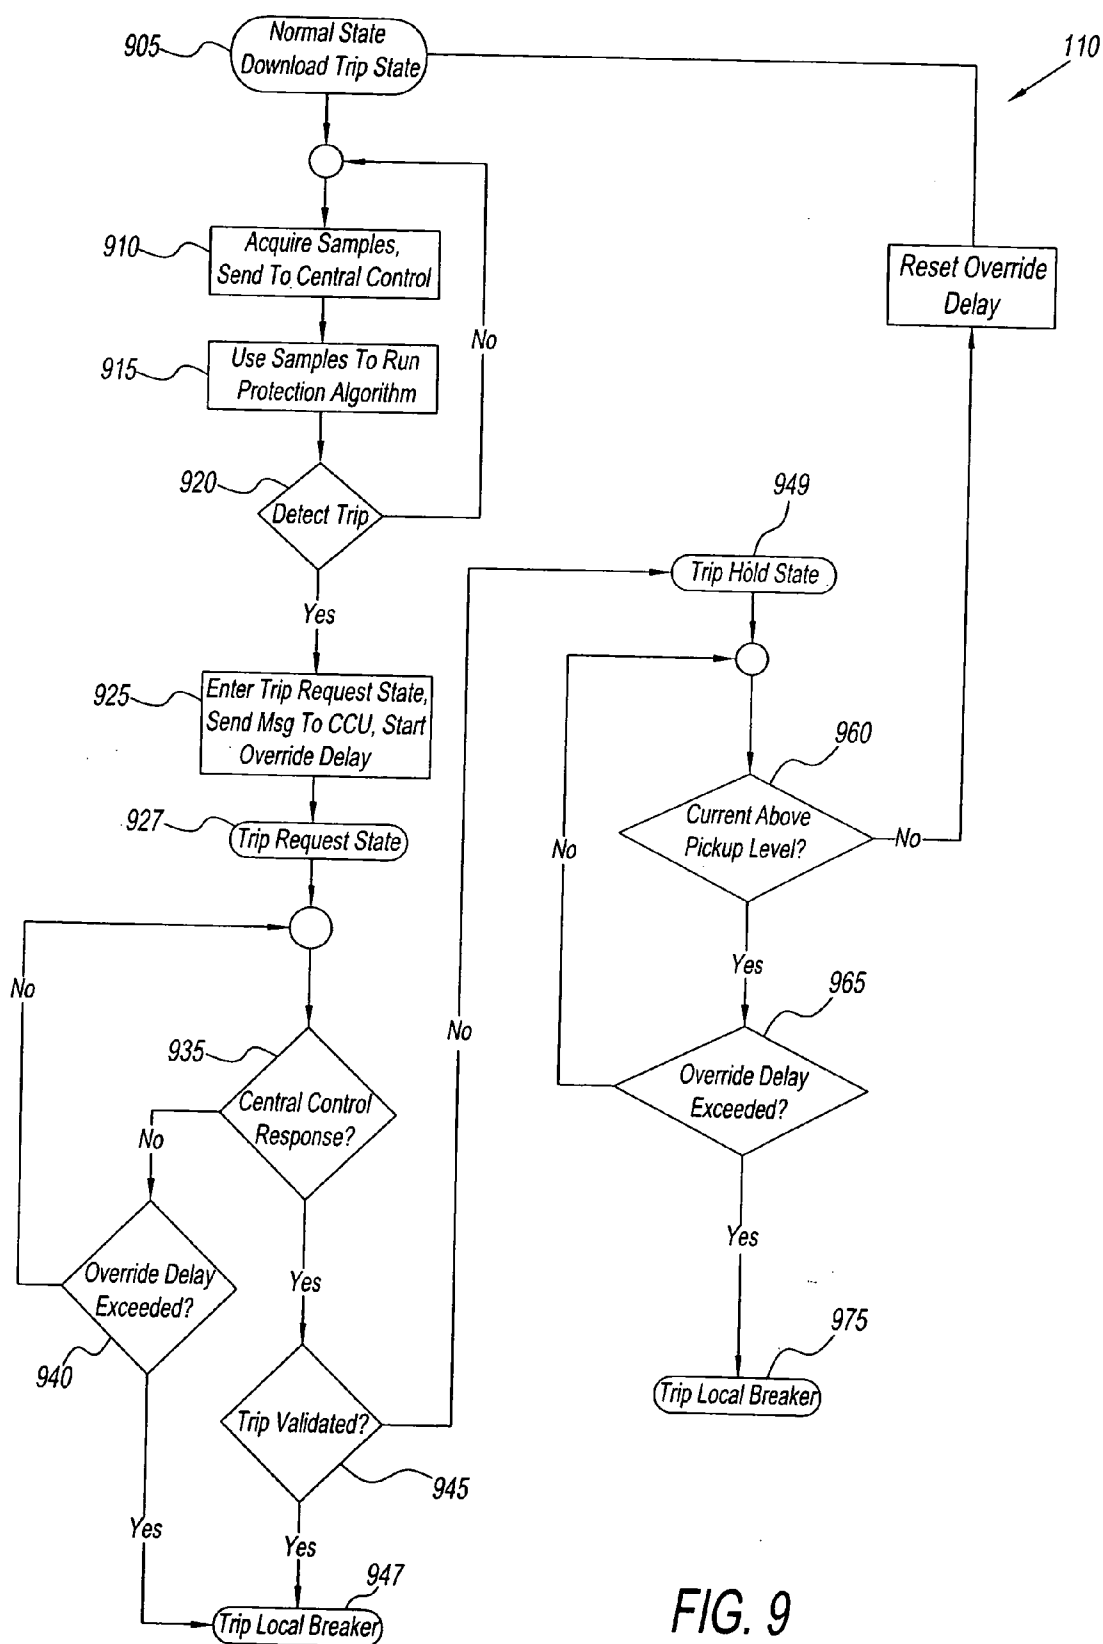 905
Normal State
Download Trip State
110
910
Acquire Samples,
Send To Central Control
Reset Override
Delay
No
915
Use Samples To Run
Protection Algorithm
920
Detect Trip
949
Trip Hold State
Yes
925
Enter Trip Request State,
Send Msg To CCU, Start
Override Delay
960
927
Trip Request State
Current Above
Pickup Level?
No
No
Yes
965
No
935
No
Override Delay
Exceeded?
Central Control
Response?
No
Yes
Override Delay
Exceeded?
Yes
940
975
Trip Local Breaker
Trip Validated?
945
Yes
Yes
947
Trip Local Breaker
FIG. 9